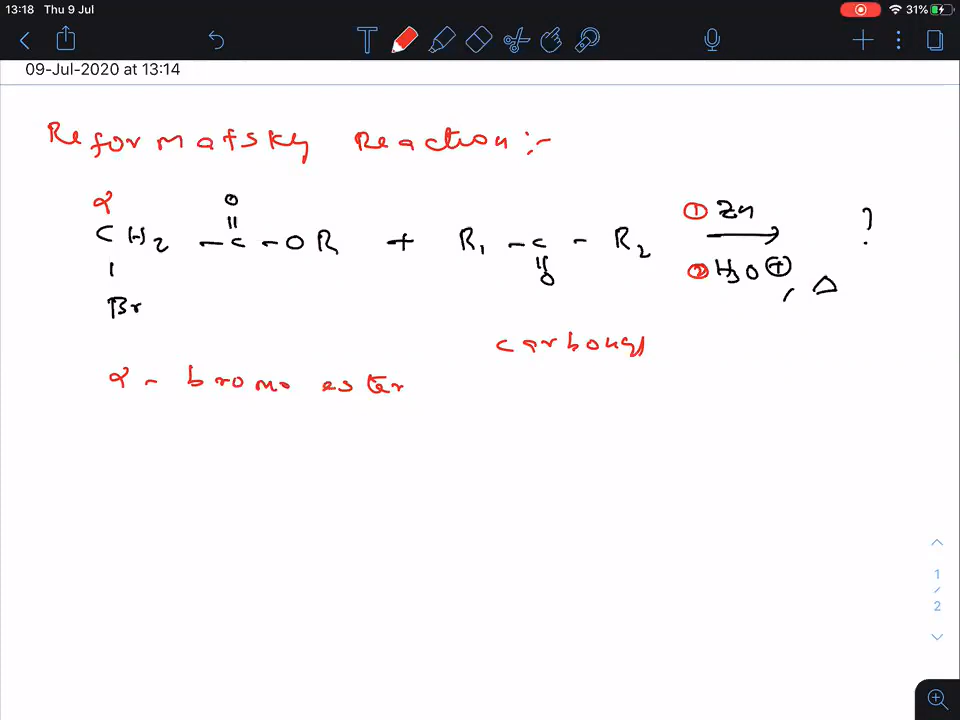 13:18 Thu 9 Jul 31%
T
09-Jul-2020 at 13:14
Reformatsky Reaction:-
α O ① Zn ?
CH2 - C - OR + R1 - C - R2
Br O ② H3O⊕, Δ
carbonyl
α - bromo ester
1
/
2